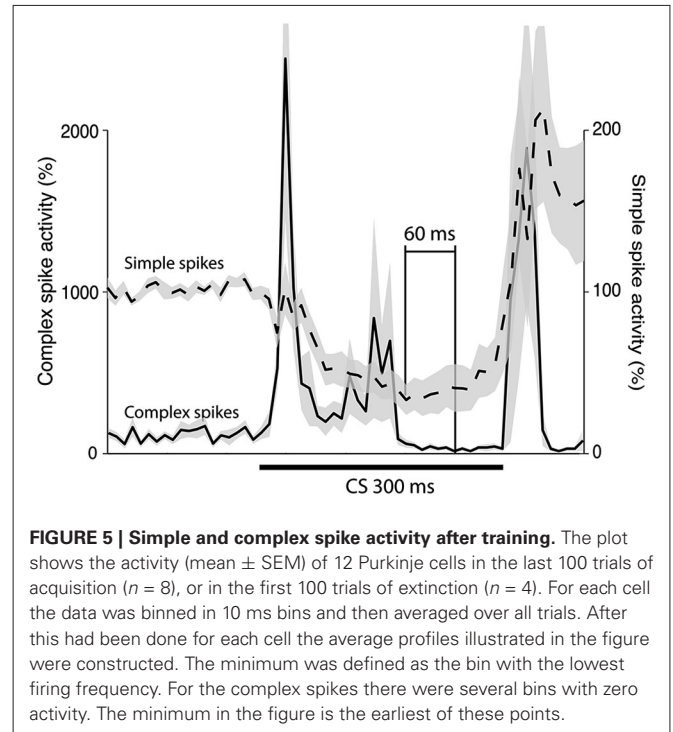 2000
200
Complex spike activity (%)
Simple spike activity (%)
60 ms
Simple spikes
1000
100
Complex spikes
0
0
CS 300 ms
FIGURE 5 | Simple and complex spike activity after training. The plot
shows the activity (mean ± SEM) of 12 Purkinje cells in the last 100 trials of
acquisition (n = 8), or in the first 100 trials of extinction (n = 4). For each cell
the data was binned in 10 ms bins and then averaged over all trials. After
this had been done for each cell the average profiles illustrated in the figure
were constructed. The minimum was defined as the bin with the lowest
firing frequency. For the complex spikes there were several bins with zero
activity. The minimum in the figure is the earliest of these points.